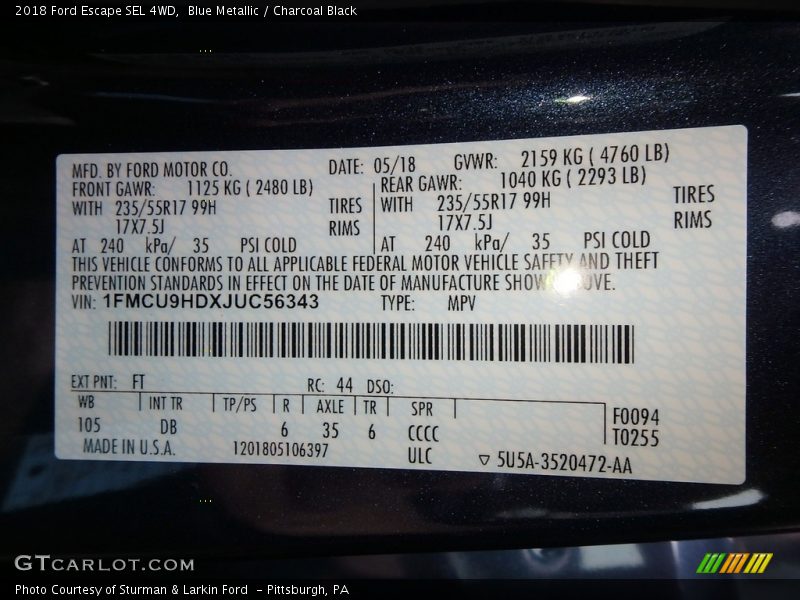 2018 Ford Escape SEL 4WD,  Blue Metallic / Charcoal Black
MFD. BY FORD MOTOR CO. DATE: 05/18 GVWR: 2159 KG ( 4760 LB)
FRONT GAWR: 1125 KG ( 2480 LB) REAR GAWR: 1040 KG ( 2293 LB)
WITH 235/55R17 99H TIRES WITH 235/55R17 99H TIRES
17X7.5J RIMS 17X7.5J RIMS
AT 240 kPa/ 35 PSI COLD AT 240 kPa/ 35 PSI COLD
THIS VEHICLE CONFORMS TO ALL APPLICABLE FEDERAL MOTOR VEHICLE SAFETY AND THEFT
PREVENTION STANDARDS IN EFFECT ON THE DATE OF MANUFACTURE SHOWN ABOVE.
VIN: 1FMCU9HDXJUC56343 TYPE: MPV
EXT PNT: FT RC: 44 DSO:
WB INT TR TP/PS R AXLE TR SPR
105 DB 6 35 6 CCCC
F0094
T0255
MADE IN U.S.A. 1201805106397 ULC ▽ 5U5A-3520472-AA
GTCARLOT.COM
Photo Courtesy of Sturman & Larkin Ford  - Pittsburgh, PA